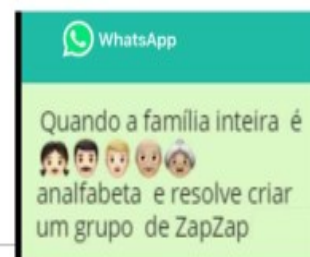 WhatsApp
Quando a família inteira é
👧🏻👨🏻👦🏼👴🏼👵🏽
analfabeta e resolve criar
um grupo de ZapZap